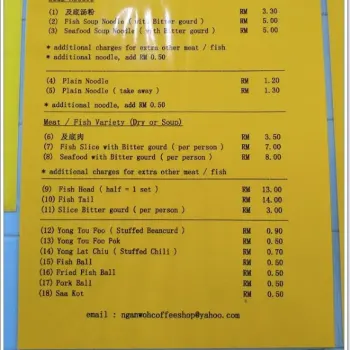 (1) 及底汤粉 RM 3.30
(2) Fish Soup Noodle ( with Bitter gourd ) RM 5.00
(3) Seafood Soup Noodle ( with Bitter gourd ) RM 5.00
* additional charges for extra other meat / fish
* additional noodle, add RM 0.50
(4) Plain Noodle RM 1.20
(5) Plain Noodle ( take away ) RM 1.30
* additional noodle, add RM 0.50
Meat / Fish Variety (Dry or Soup)
(6) 及底肉 RM 3.50
(7) Fish Slice with Bitter gourd ( per person ) RM 7.00
(8) Seafood with Bitter gourd ( per person ) RM 8.00
* additional charges for extra other meat / fish
(9) Fish Head ( half = 1 set ) RM 13.00
(10) Fish Tail RM 14.00
(11) Slice Bitter gourd ( per person ) RM 3.00
(12) Yong Tou Foo ( Stuffed Beancurd ) RM 0.90
(13) Yong Tou Foo Pok RM 0.80
(14) Yong Lat Chiu ( Stuffed Chili ) RM 0.70
(15) Fish Ball RM 0.50
(16) Fried Fish Ball RM 0.50
(17) Pork Ball RM 0.50
(18) Saa Kot RM 0.50
email : nganwohcoffeeshop@yahoo.com